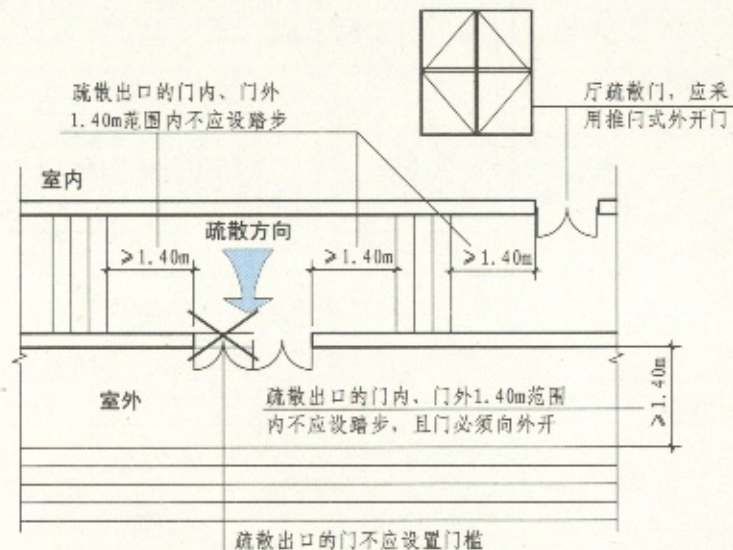 疏散出口的门内、门外
1.40m范围内不应设踏步
厅疏散门，应采
用推闩式外开门
室内
疏散方向
≥1.40m
≥1.40m
≥1.40m
室外
疏散出口的门内、门外1.40m范围
内不应设踏步，且门必须向外开
≥1.40m
疏散出口的门不应设置门槛